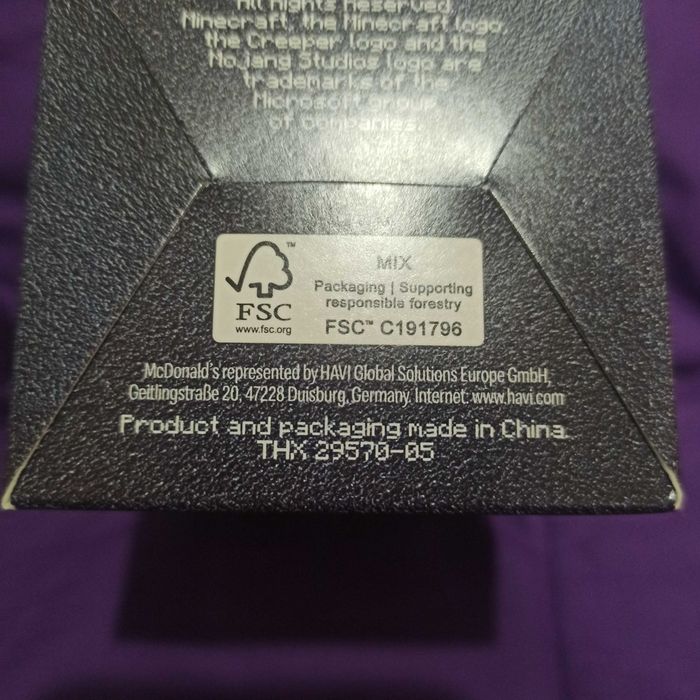 All rights reserved.
Minecraft, the Minecraft logo,
the Creeper logo and the
Mojang Studios logo are
trademarks of the
Microsoft group
of companies.
™
FSC
www.fsc.org
MIX
Packaging | Supporting
responsible forestry
FSC™ C191796
McDonald's represented by HAVI Global Solutions Europe GmbH,
Geitlingstraße 20, 47228 Duisburg, Germany, Internet: www.havi.com
Product and packaging made in China.
THX 29570-05